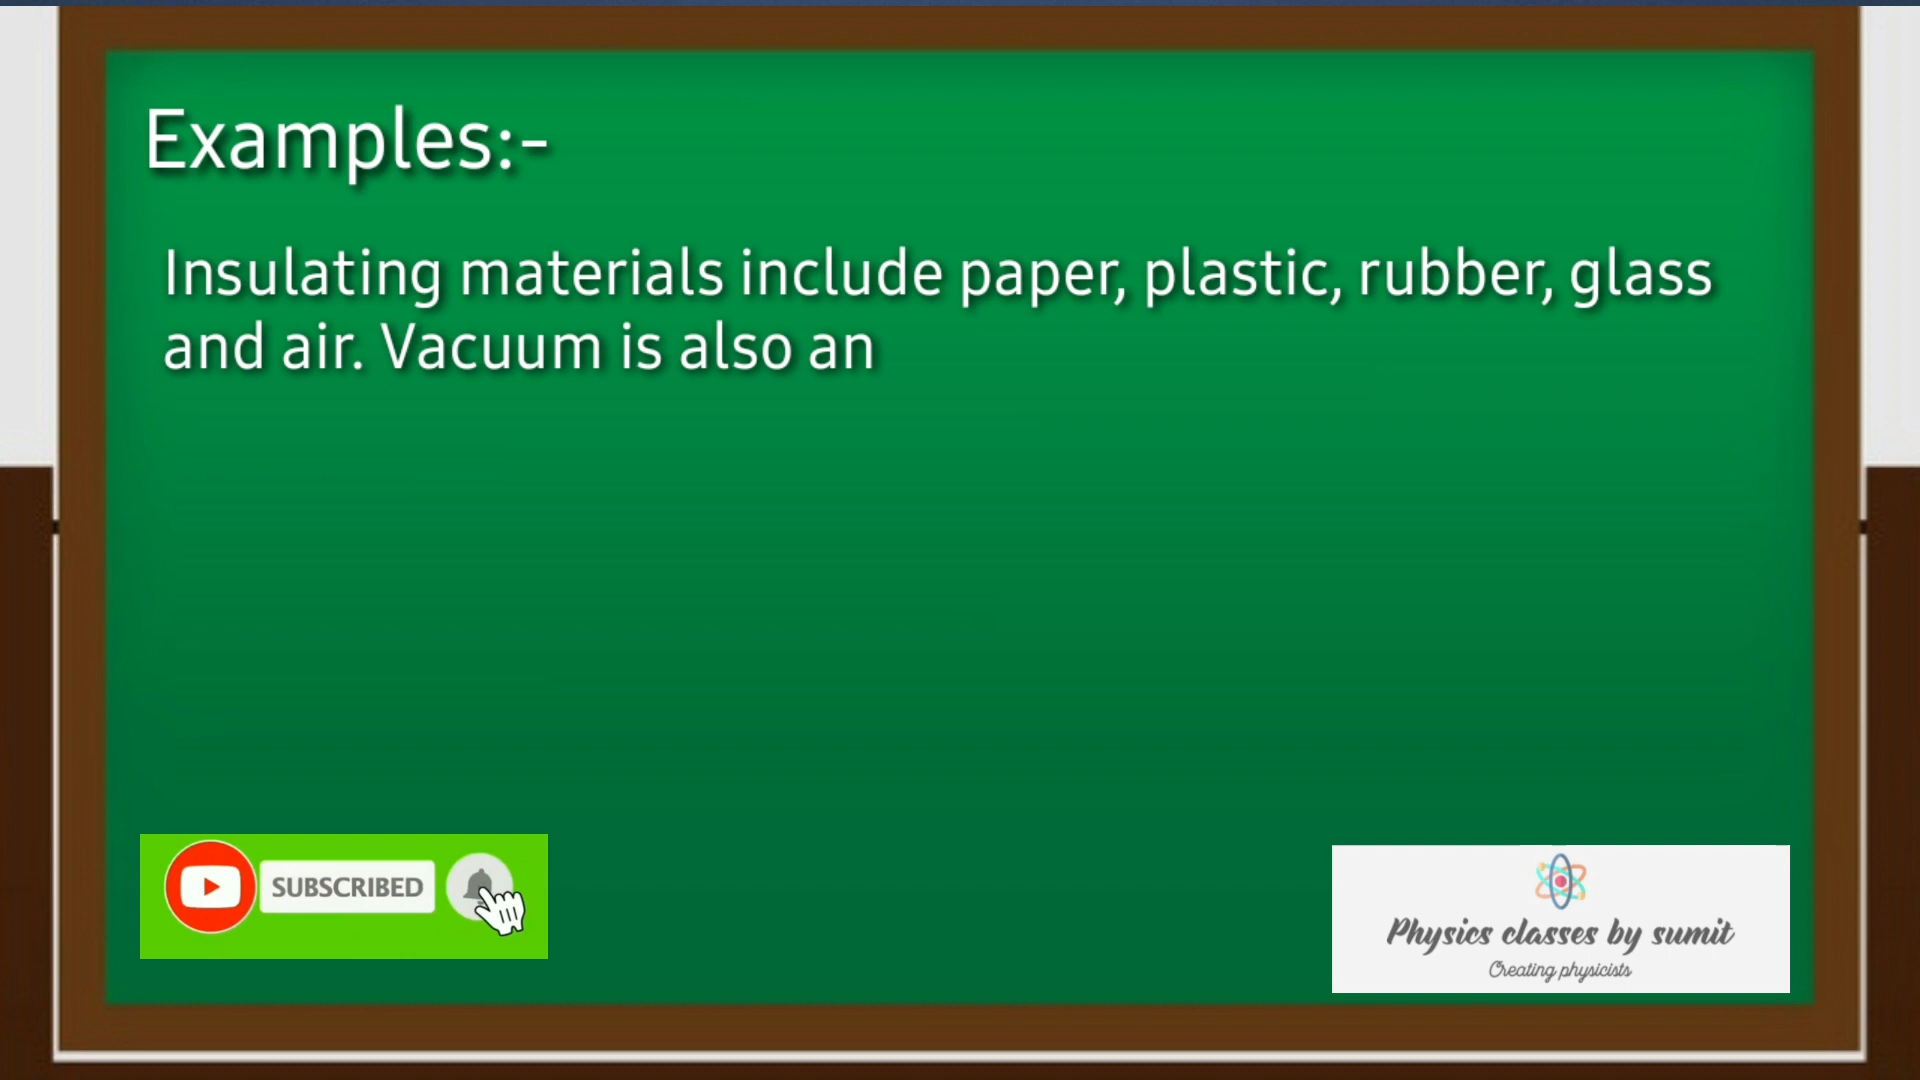 Examples:-
Insulating materials include paper, plastic, rubber, glass
and air. Vacuum is also an
SUBSCRIBED
Physics classes by sumit
Creating physicists